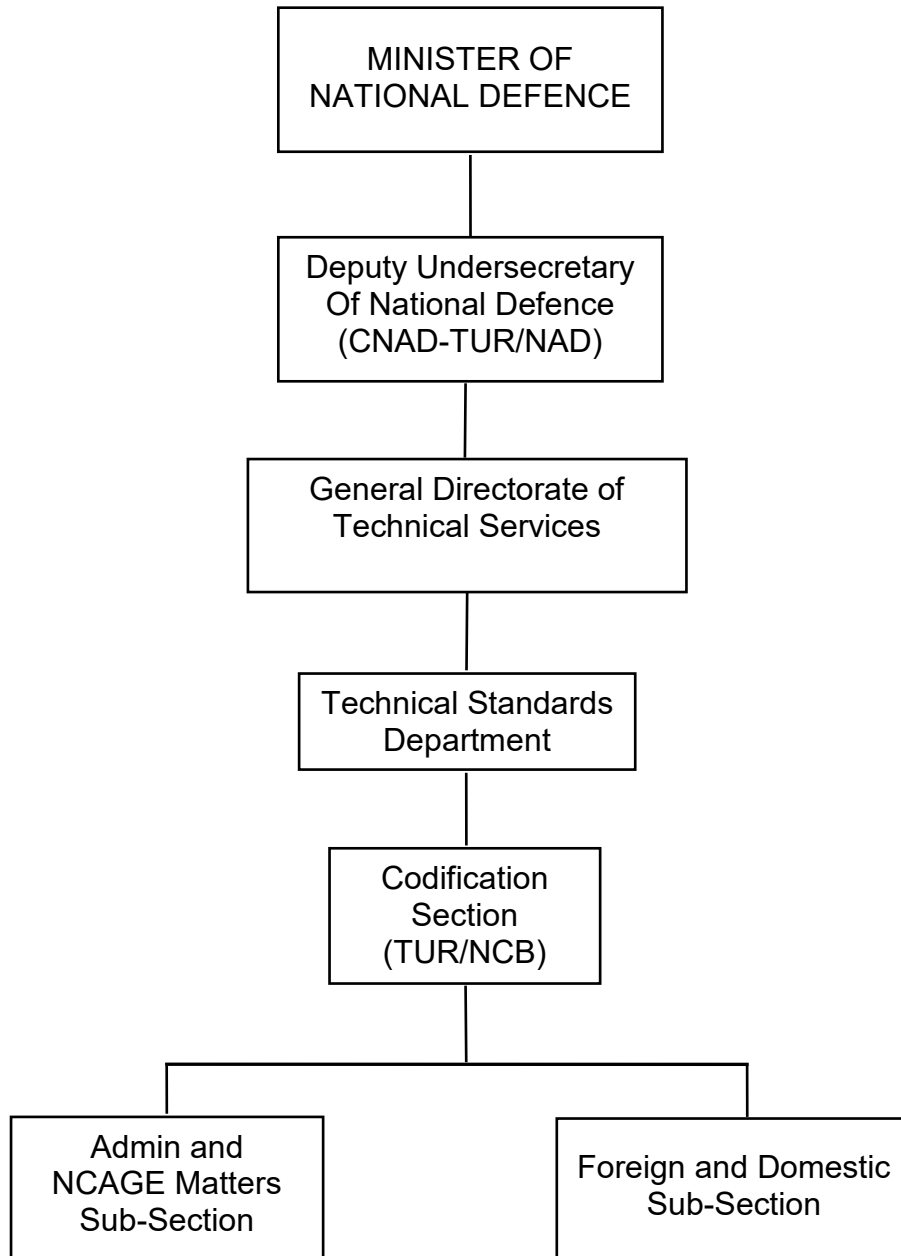 MINISTER OF
NATIONAL DEFENCE
Deputy Undersecretary
Of National Defence
(CNAD-TUR/NAD)
General Directorate of
Technical Services
Technical Standards
Department
Codification
Section
(TUR/NCB)
Admin and
NCAGE Matters
Sub-Section
Foreign and Domestic
Sub-Section